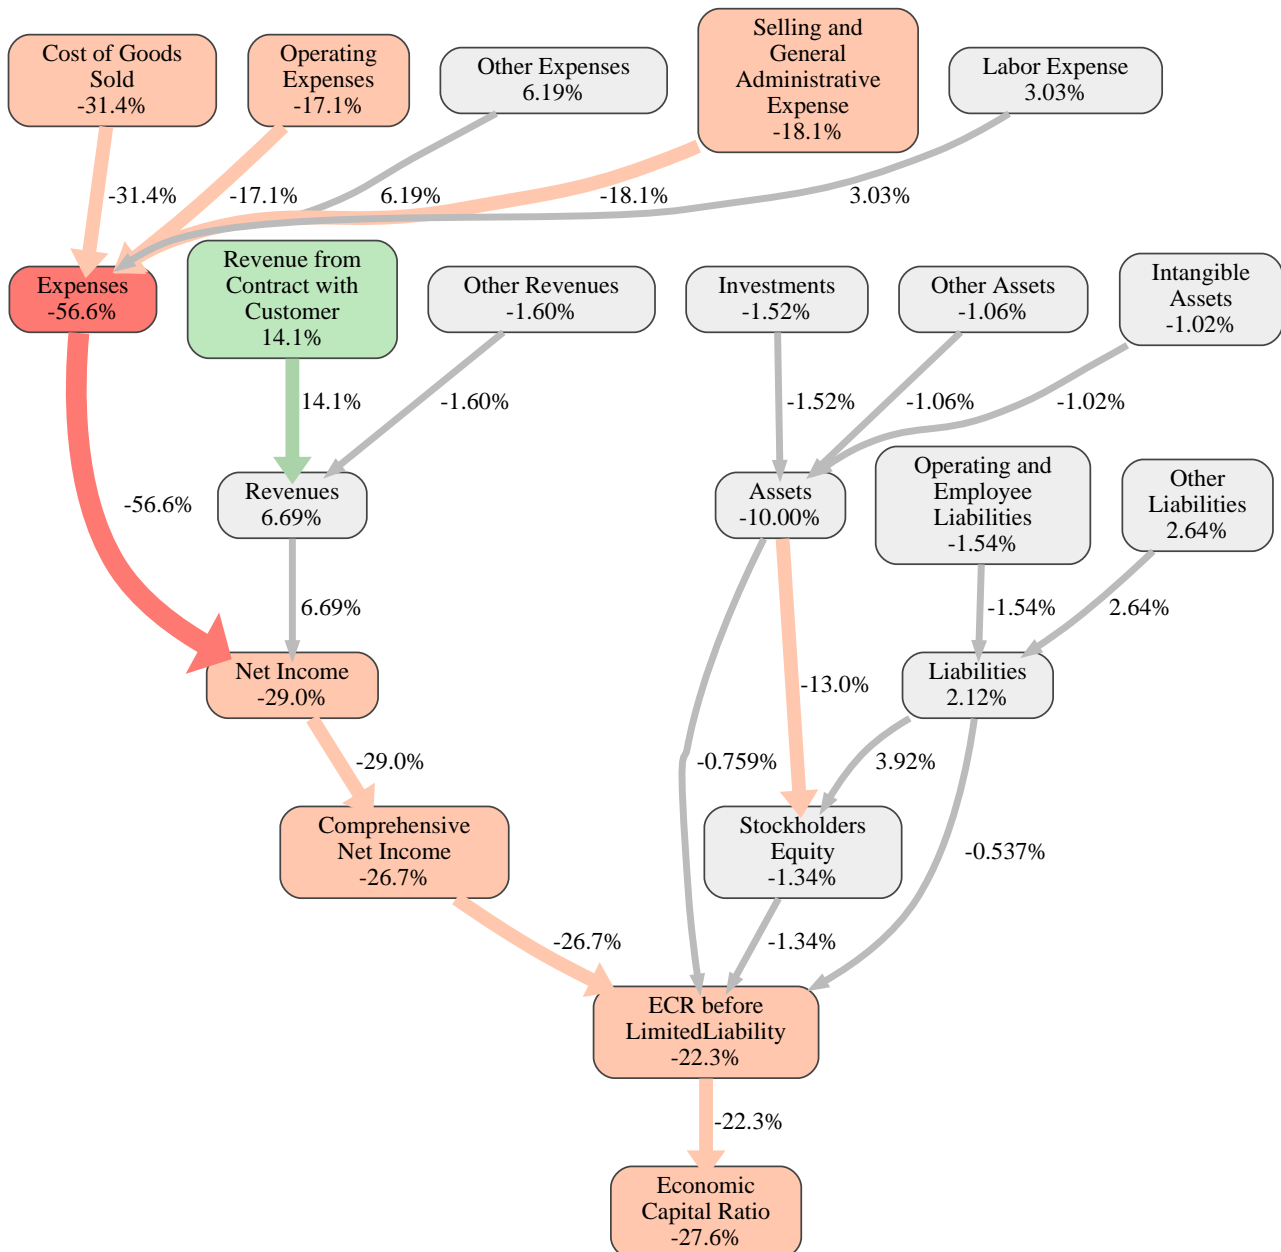 Cost of Goods
Sold
-31.4%
Operating
Expenses
-17.1%
Other Expenses
6.19%
Selling and
General
Administrative
Expense
-18.1%
Labor Expense
3.03%
-31.4%
-17.1%
6.19%
-18.1%
3.03%
Expenses
-56.6%
Revenue from
Contract with
Customer
14.1%
Other Revenues
-1.60%
Investments
-1.52%
Other Assets
-1.06%
Intangible
Assets
-1.02%
14.1%
-1.60%
-1.52%
-1.06%
-1.02%
-56.6%
Revenues
6.69%
Assets
-10.00%
Operating and
Employee
Liabilities
-1.54%
Other
Liabilities
2.64%
6.69%
-1.54%
2.64%
Net Income
-29.0%
-13.0%
Liabilities
2.12%
-29.0%
-0.759%
3.92%
Comprehensive
Net Income
-26.7%
Stockholders
Equity
-1.34%
-0.537%
-26.7%
-1.34%
ECR before
LimitedLiability
-22.3%
-22.3%
Economic
Capital Ratio
-27.6%